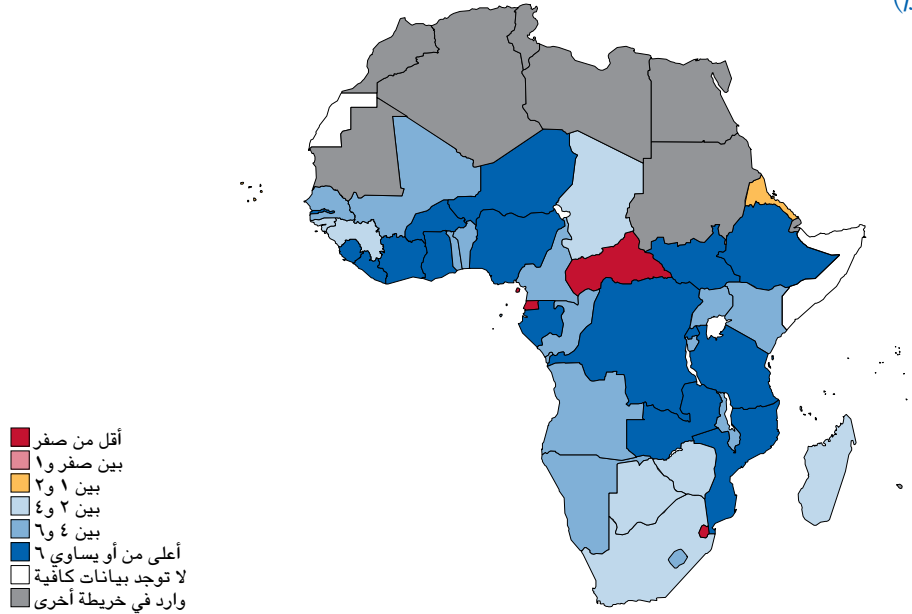 أقل من صفر
بين صفر و١
بين ١ و٢
بين ٢ و٤
بين ٤ و٦
أعلى من أو يساوي ٦
لا توجد بيانات كافية
وارد في خريطة أخرى